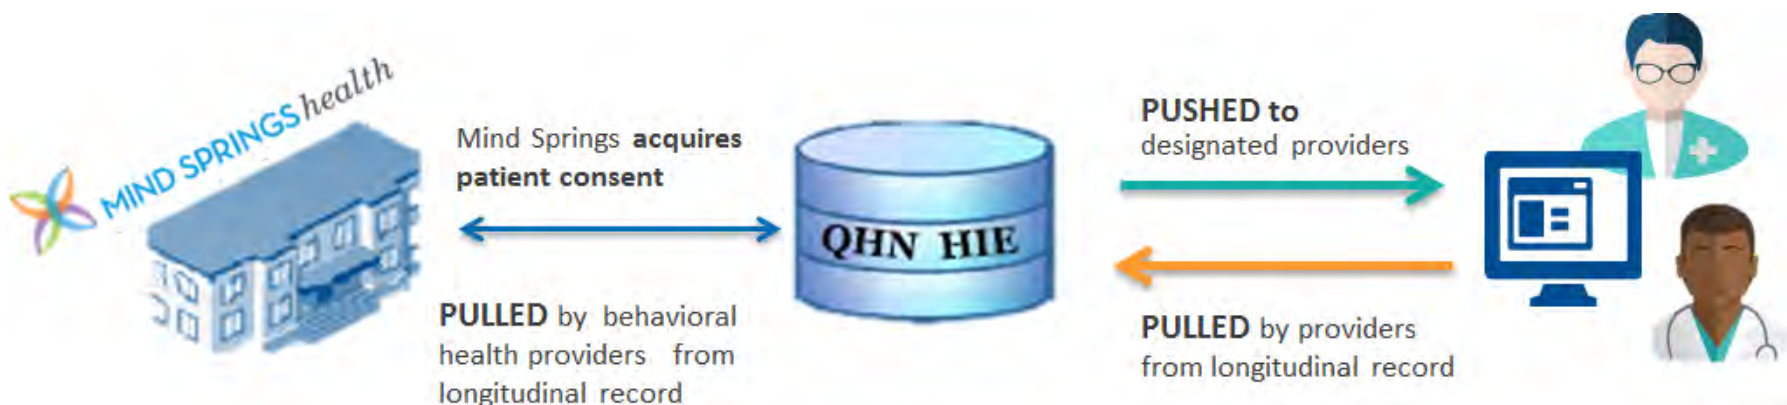 MIND SPRINGS health
Mind Springs acquires
patient consent
PULLED by behavioral
health providers from
longitudinal record
QHN HIE
PUSHED to
designated providers
PULLED by providers
from longitudinal record